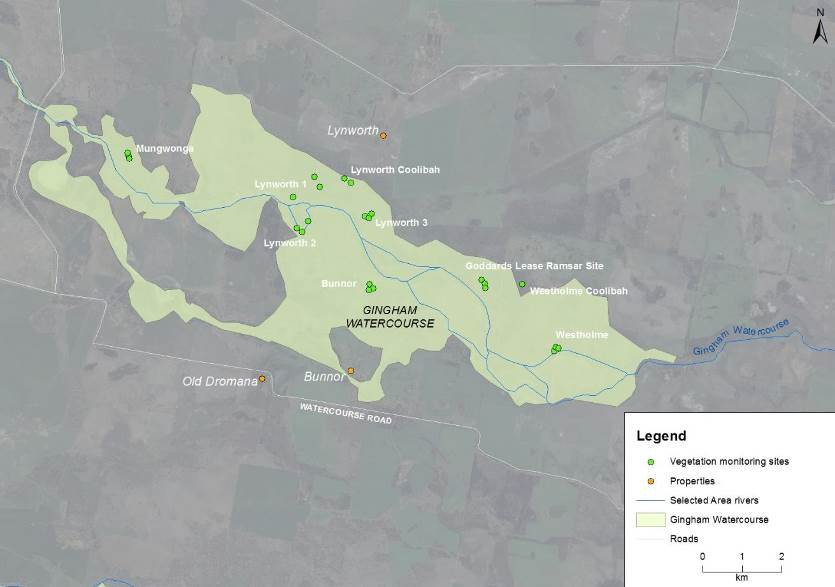 N
Lynworth
Mungwonga
Lynworth Coolibah
Lynworth 1
Lynworth 3
Lynworth 2
Goddards Lease Ramsar Site
Bunnor
Westholme Coolibah
GINGHAM
WATERCOURSE
Westholme
Gingham Watercourse
Bunnor
Old Dromana
WATERCOURSE ROAD
Legend
Vegetation monitoring sites
Properties
Selected Area rivers
Gingham Watercourse
Roads
0 1 2
km